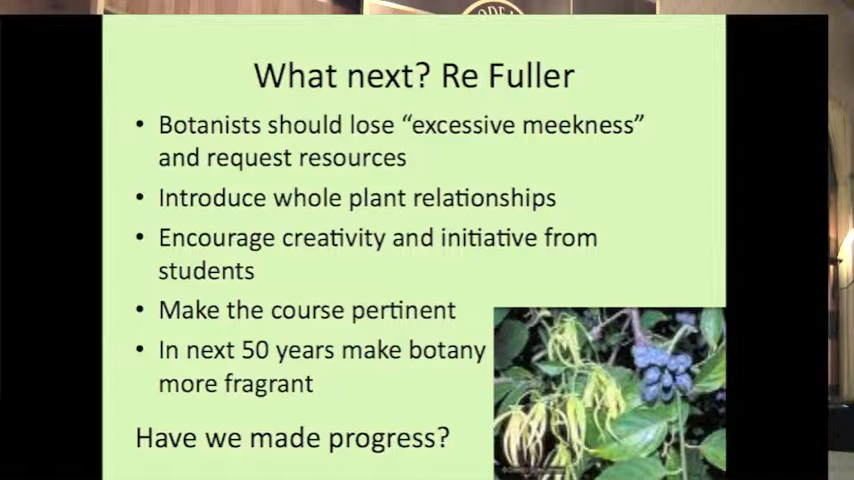 What next? Re Fuller
• Botanists should lose “excessive meekness”
and request resources
• Introduce whole plant relationships
• Encourage creativity and initiative from
students
• Make the course pertinent
• In next 50 years make botany
more fragrant
Have we made progress?